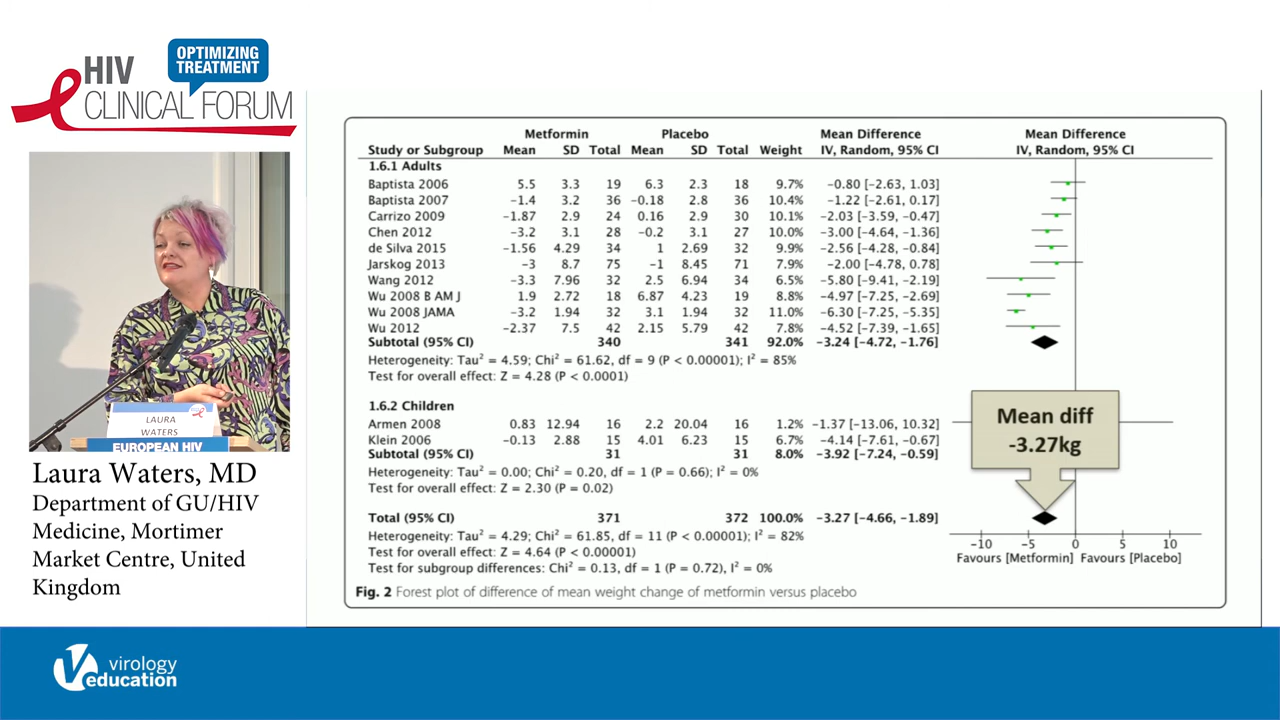 HIV
CLINICAL FORUM
OPTIMIZING
TREATMENT
LAURA
WATERS
EUROPEAN HIV
Laura Waters, MD
Department of GU/HIV
Medicine, Mortimer
Market Centre, United
Kingdom
Metformin Placebo Mean Difference Mean Difference
Study or Subgroup Mean SD Total Mean SD Total Weight IV, Random, 95% CI IV, Random, 95% CI
1.6.1 Adults
Baptista 2006 5.5 3.3 19 6.3 2.3 18 9.7% −0.80 [−2.63, 1.03]
Baptista 2007 −1.4 3.2 36 −0.18 2.8 36 10.4% −1.22 [−2.61, 0.17]
Carrizo 2009 −1.87 2.9 24 0.16 2.9 30 10.1% −2.03 [−3.59, −0.47]
Chen 2012 −3.2 3.1 28 −0.2 3.1 27 10.0% −3.00 [−4.64, −1.36]
de Silva 2015 −1.56 4.29 34 1 2.69 32 9.9% −2.56 [−4.28, −0.84]
Jarskog 2013 −3 8.7 75 −1 8.45 71 7.9% −2.00 [−4.78, 0.78]
Wang 2012 −3.3 7.96 32 2.5 6.94 34 6.5% −5.80 [−9.41, −2.19]
Wu 2008 B AM J 1.9 2.72 18 6.87 4.23 19 8.8% −4.97 [−7.25, −2.69]
Wu 2008 JAMA −3.2 1.94 32 3.1 1.94 32 11.0% −6.30 [−7.25, −5.35]
Wu 2012 −2.37 7.5 42 2.15 5.79 42 7.8% −4.52 [−7.39, −1.65]
Subtotal (95% CI) 340 341 92.0% −3.24 [−4.72, −1.76]
Heterogeneity: Tau² = 4.59; Chi² = 61.62, df = 9 (P < 0.00001); I² = 85%
Test for overall effect: Z = 4.28 (P < 0.0001)
1.6.2 Children
Armen 2008 0.83 12.94 16 2.2 20.04 16 1.2% −1.37 [−13.06, 10.32]
Klein 2006 −0.13 2.88 15 4.01 6.23 15 6.7% −4.14 [−7.61, −0.67]
Subtotal (95% CI) 31 31 8.0% −3.92 [−7.24, −0.59]
Heterogeneity: Tau² = 0.00; Chi² = 0.20, df = 1 (P = 0.66); I² = 0%
Test for overall effect: Z = 2.30 (P = 0.02)
Total (95% CI) 371 372 100.0% −3.27 [−4.66, −1.89]
Heterogeneity: Tau² = 4.29; Chi² = 61.85, df = 11 (P < 0.00001); I² = 82%
Test for overall effect: Z = 4.64 (P < 0.00001)
Test for subgroup differences: Chi² = 0.13, df = 1 (P = 0.72), I² = 0%
Mean diff
-3.27kg
−10 −5 0 5 10
Favours [Metformin] Favours [Placebo]
Fig. 2 Forest plot of difference of mean weight change of metformin versus placebo
virology
education